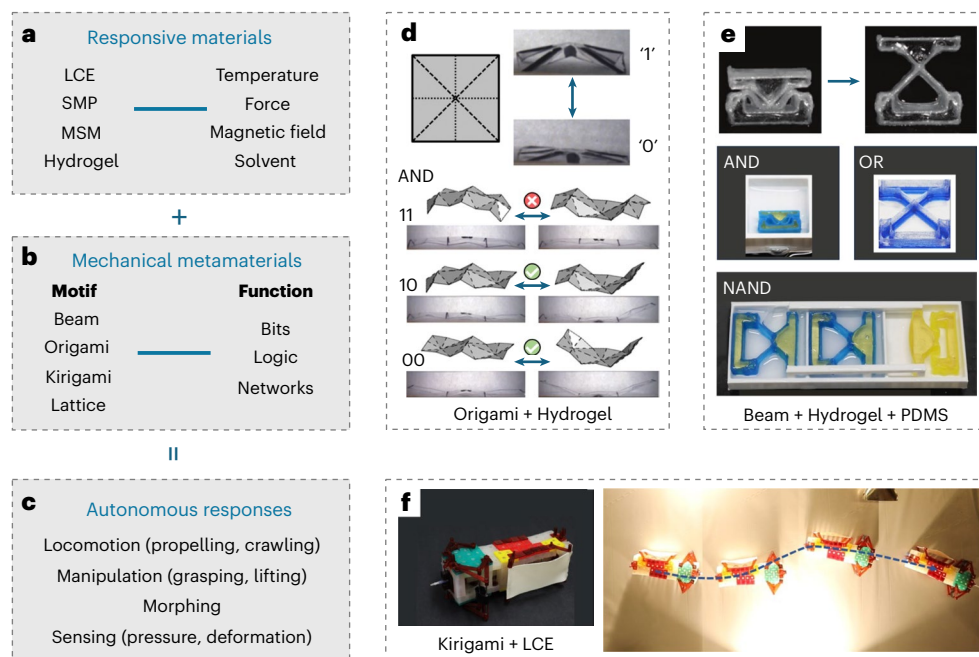 a
Responsive materials
LCE
SMP
MSM
Hydrogel
Temperature
Force
Magnetic field
Solvent
+
b
Mechanical metamaterials
Motif
Beam
Origami
Kirigami
Lattice
Function
Bits
Logic
Networks
=
c
Autonomous responses
Locomotion (propelling, crawling)
Manipulation (grasping, lifting)
Morphing
Sensing (pressure, deformation)
d
'1'
'0'
AND
11
10
00
Origami + Hydrogel
e
AND
OR
NAND
Beam + Hydrogel + PDMS
f
Kirigami + LCE